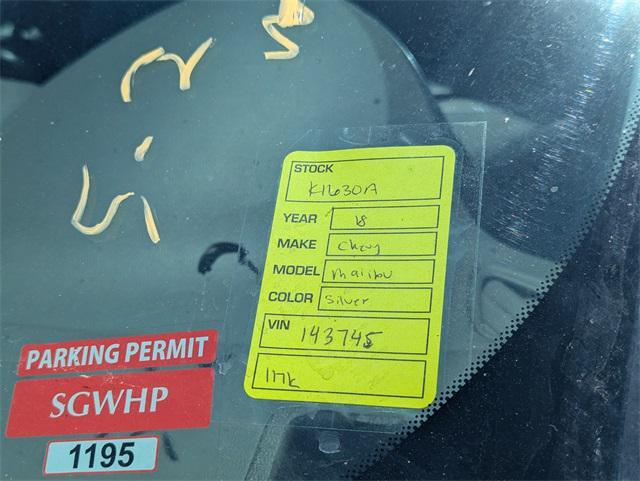 STOCK
K1630A
YEAR 18
MAKE Chevy
MODEL Malibu
COLOR Silver
VIN 143745
117K
PARKING PERMIT
SGWHP
1195